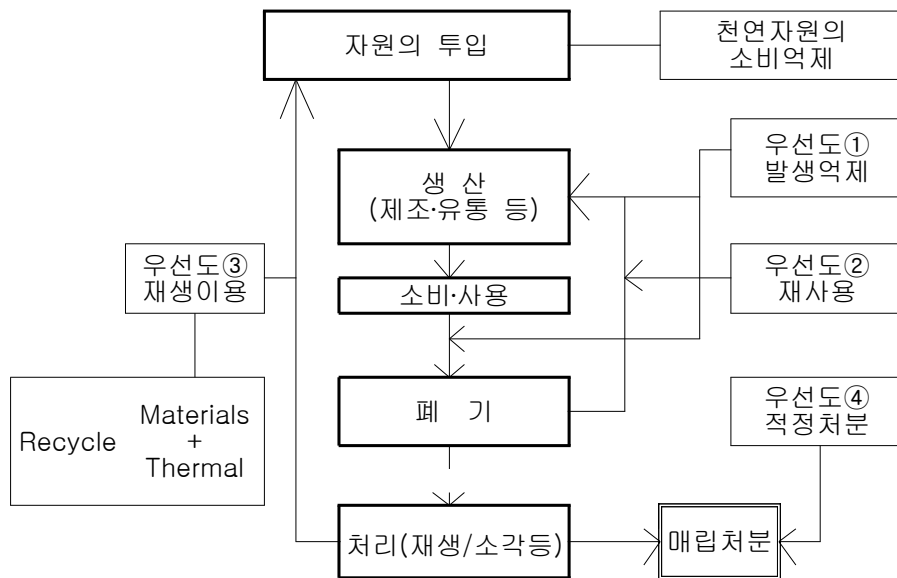 자원의 투입
천연자원의
소비억제
우선도①
발생억제
생 산
(제조·유통 등)
우선도③
재생이용
우선도②
재사용
소비·사용
Recycle
Materials
+
Thermal
폐 기
우선도④
적정처분
처리(재생/소각등)
매립처분